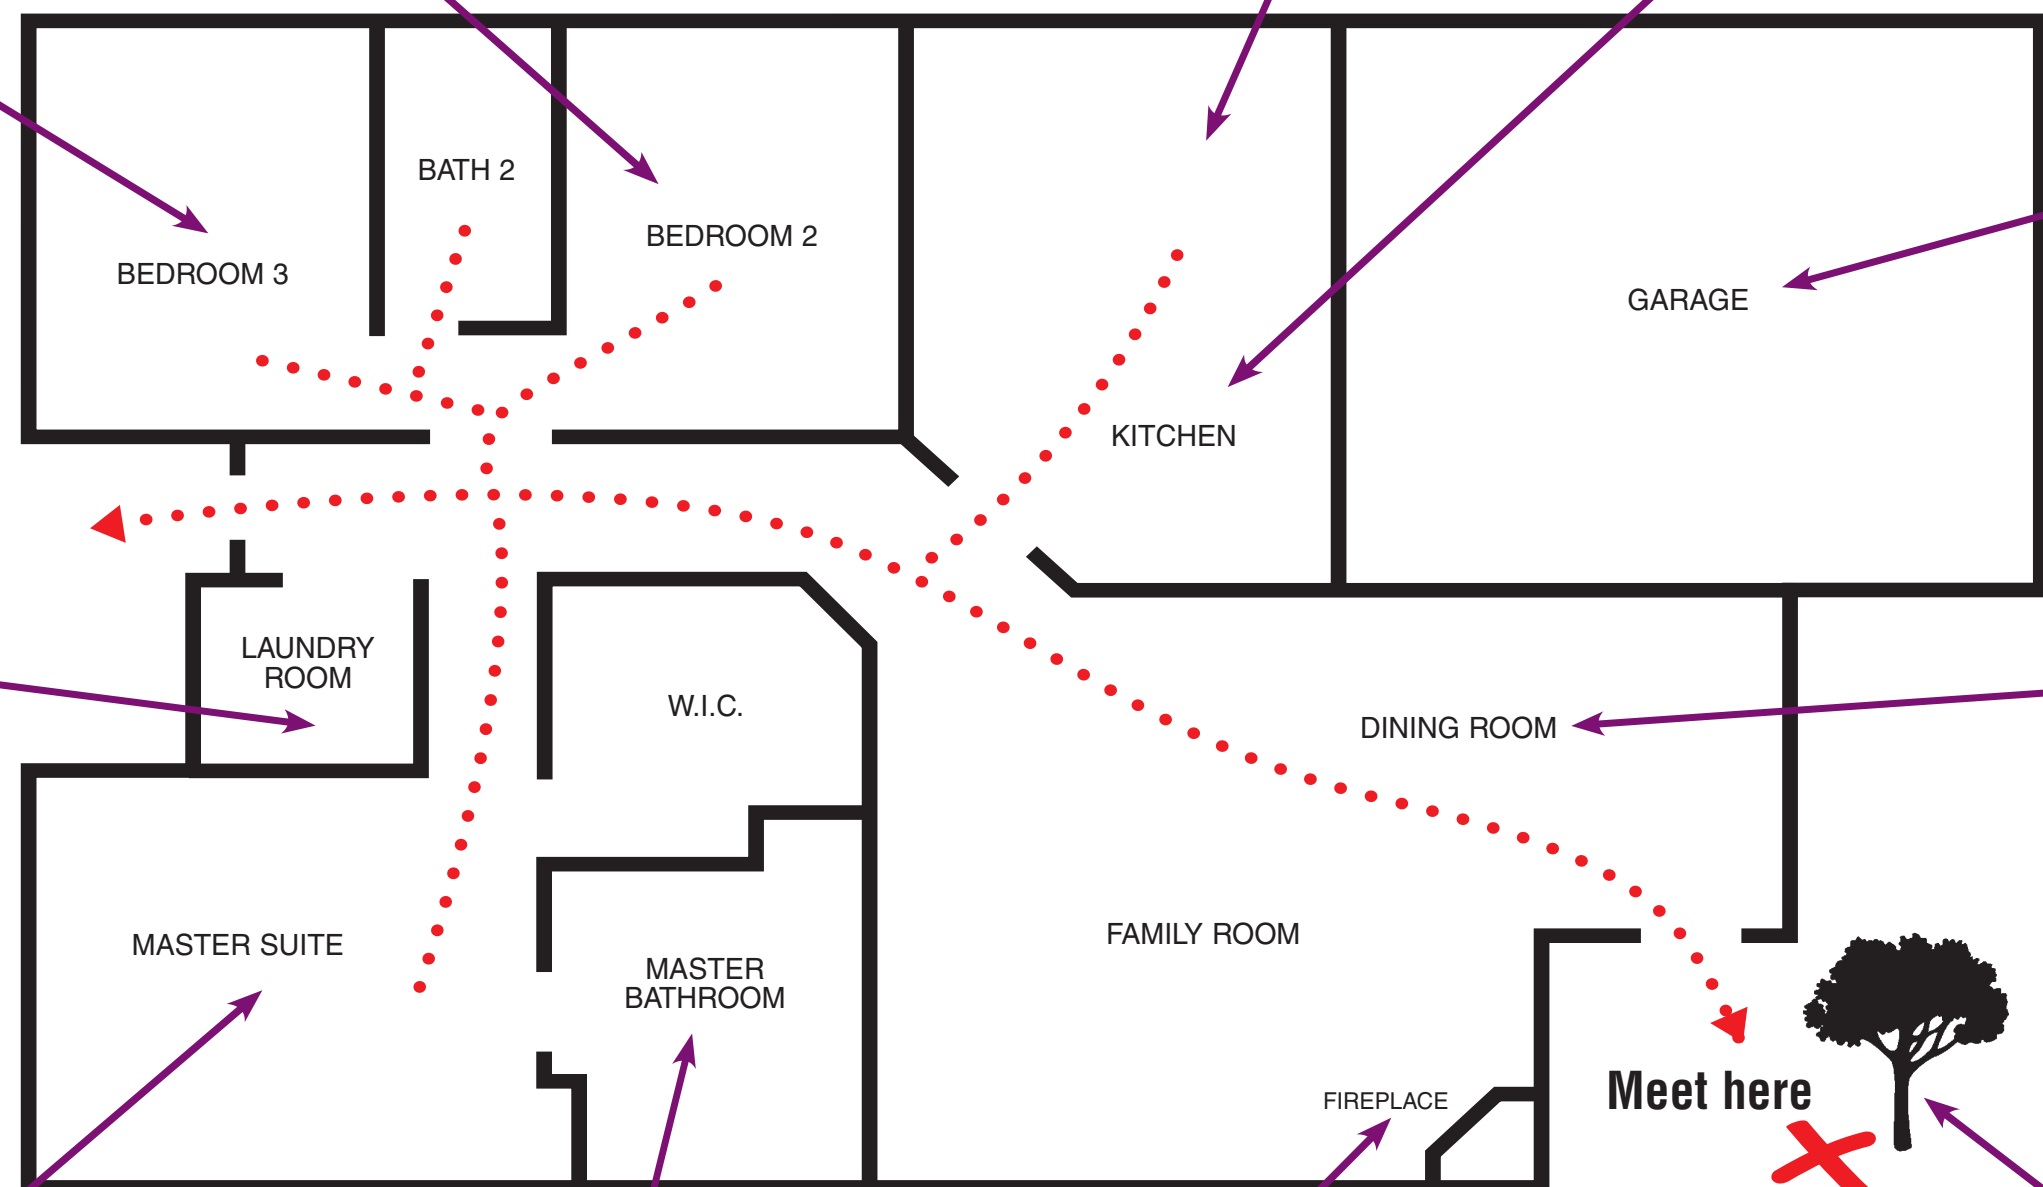 BATH 2
BEDROOM 2
BEDROOM 3
GARAGE
KITCHEN
LAUNDRY
ROOM
W.I.C.
DINING ROOM
FAMILY ROOM
MASTER SUITE
MASTER
BATHROOM
FIREPLACE
Meet here